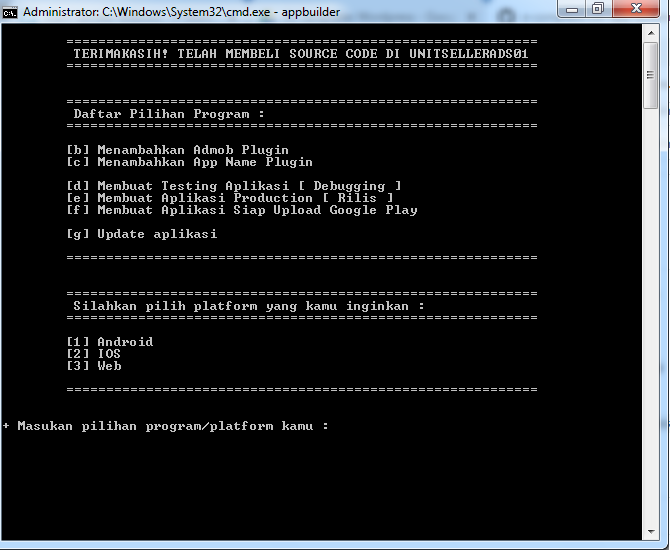 Administrator: C:\Windows\System32\cmd.exe - appbuilder
============================================================
TERIMAKASIH! TELAH MEMBELI SOURCE CODE DI UNITSELLERADS01
============================================================
============================================================
Daftar Pilihan Program :
============================================================
[b] Menambahkan Admob Plugin
[c] Menambahkan App Name Plugin
[d] Membuat Testing Aplikasi [ Debugging ]
[e] Membuat Aplikasi Production [ Rilis ]
[f] Membuat Aplikasi Siap Upload Google Play
[g] Update aplikasi
============================================================
============================================================
Silahkan pilih platform yang kamu inginkan :
============================================================
[1] Android
[2] IOS
[3] Web
============================================================
+ Masukan pilihan program/platform kamu :